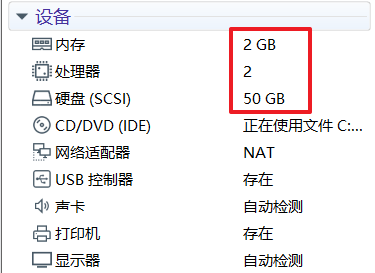 设备
内存 2 GB
处理器 2
硬盘 (SCSI) 50 GB
CD/DVD (IDE) 正在使用文件 C:...
网络适配器 NAT
USB 控制器 存在
声卡 自动检测
打印机 存在
显示器 自动检测